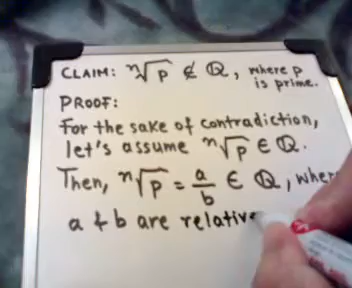 CLAIM: ⁿ√p ∉ ℚ, where p
is prime.
PROOF:
For the sake of contradiction,
let's assume ⁿ√p ∈ ℚ.
Then, ⁿ√p = a/b ∈ ℚ, wher
a & b are relative